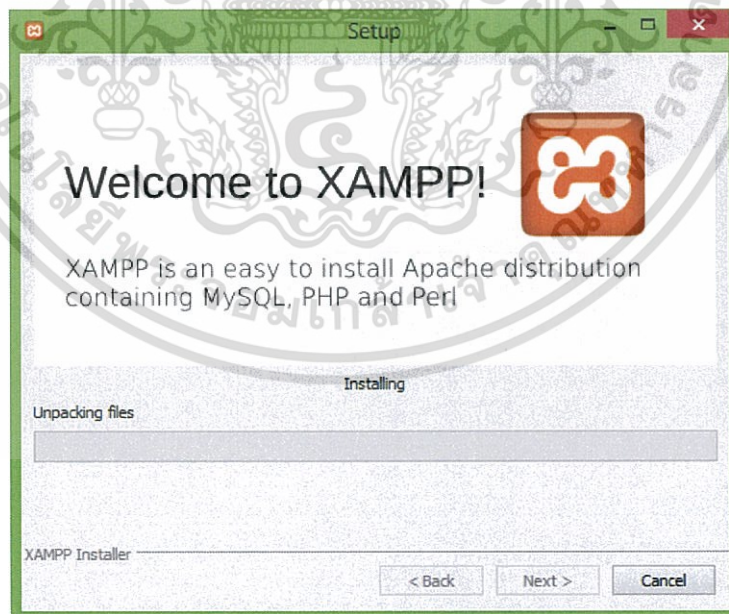 Setup
Welcome to XAMPP!
XAMPP is an easy to install Apache distribution
containing MySQL, PHP and Perl
Installing
Unpacking files
XAMPP Installer
< Back
Next >
Cancel